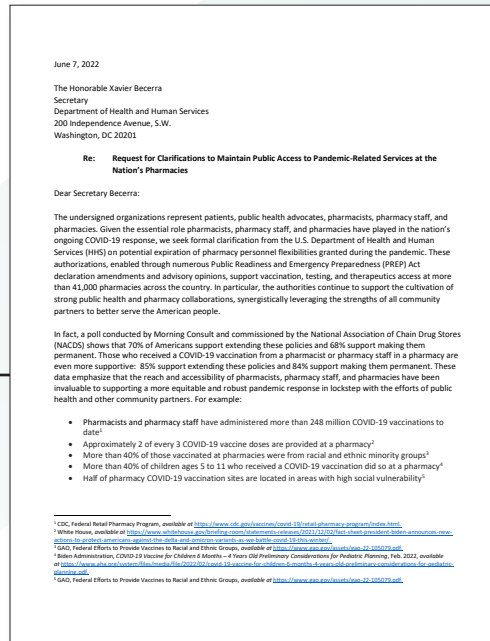 June 7, 2022
The Honorable Xavier Becerra
Secretary
Department of Health and Human Services
200 Independence Avenue, S.W.
Washington, DC 20201
Re: Request for Clarifications to Maintain Public Access to Pandemic-Related Services at the
Nation's Pharmacies
Dear Secretary Becerra:
The undersigned organizations represent patients, public health advocates, pharmacists, pharmacy staff, and
pharmacies. Given the essential role pharmacists, pharmacy staff, and pharmacies have played in the nation's
ongoing COVID-19 response, we seek formal clarification from the U.S. Department of Health and Human
Services (HHS) on potential expiration of pharmacy personnel flexibilities granted during the pandemic. These
authorizations, enabled through numerous Public Readiness and Emergency Preparedness (PREP) Act
declaration amendments and advisory opinions, support vaccination, testing, and therapeutics access at more
than 41,000 pharmacies across the country. In particular, the authorities continue to support the cultivation of
strong public health and pharmacy collaborations, synergistically leveraging the strengths of all community
partners to better serve the American people.
In fact, a poll conducted by Morning Consult and commissioned by the National Association of Chain Drug Stores
(NACDS) shows that 70% of Americans support extending these policies and 68% support making them
permanent. Those who received a COVID-19 vaccination from a pharmacist or pharmacy staff in a pharmacy are
even more supportive: 85% support extending these policies and 84% support making them permanent. These
data emphasize that the reach and accessibility of pharmacists, pharmacy staff, and pharmacies have been
invaluable to supporting a more equitable and robust pandemic response in lockstep with the efforts of public
health and other community partners. For example:
• Pharmacists and pharmacy staff have administered more than 248 million COVID-19 vaccinations to
date1
• Approximately 2 of every 3 COVID-19 vaccine doses are provided at a pharmacy2
• More than 40% of those vaccinated at pharmacies were from racial and ethnic minority groups3
• More than 40% of children ages 5 to 11 who received a COVID-19 vaccination did so at a pharmacy4
• Half of pharmacy COVID-19 vaccination sites are located in areas with high social vulnerability5
1 CDC, Federal Retail Pharmacy Program, available at https://www.cdc.gov/vaccines/covid-19/retail-pharmacy-program/index.html.
2 White House, available at https://www.whitehouse.gov/briefing-room/statements-releases/2021/12/02/fact-sheet-president-biden-announces-new-
actions-to-protect-americans-against-the-delta-and-omicron-variants-as-we-battle-covid-19-this-winter/.
3 GAO, Federal Efforts to Provide Vaccines to Racial and Ethnic Groups, available at https://www.gao.gov/assets/gao-22-105079.pdf.
4 Biden Administration, COVID-19 Vaccine for Children 6 Months – 4 Years Old Preliminary Considerations for Pediatric Planning, Feb. 2022, available
at https://www.aha.org/system/files/media/file/2022/02/covid-19-vaccine-for-children-6-months-4-years-old-preliminary-considerations-for-pediatric-
planning.pdf.
5 GAO, Federal Efforts to Provide Vaccines to Racial and Ethnic Groups, available at https://www.gao.gov/assets/gao-22-105079.pdf.